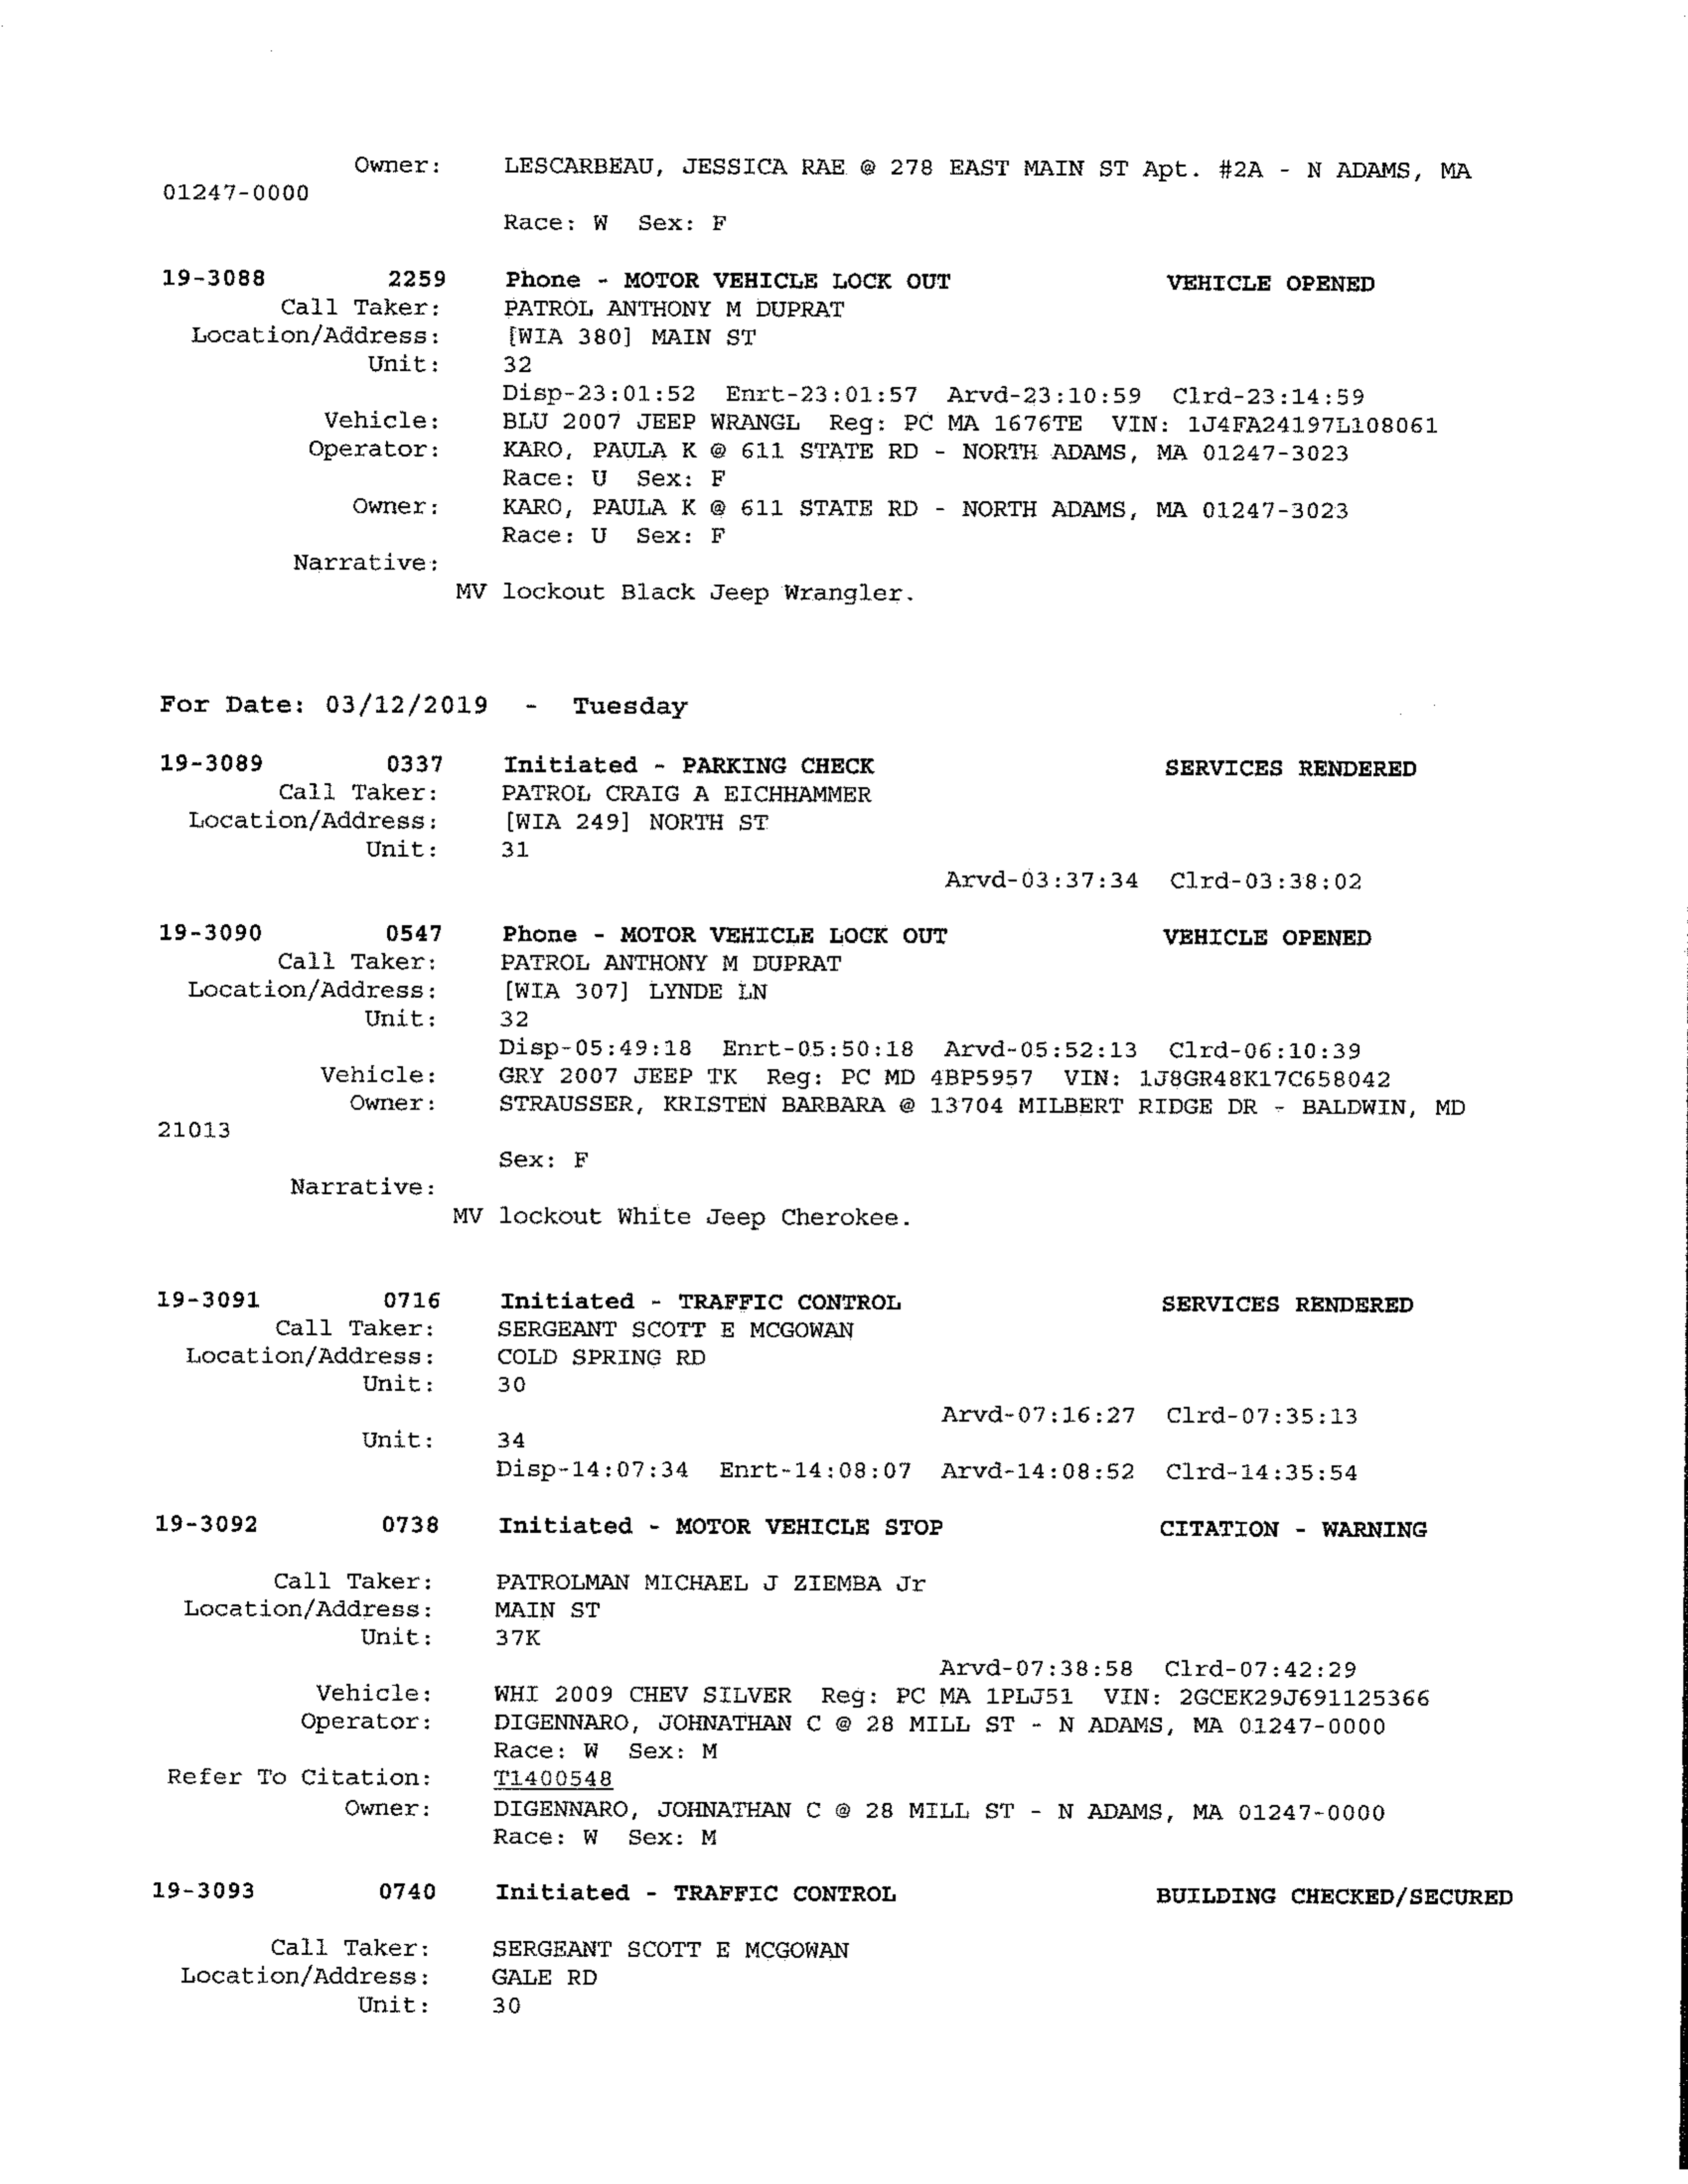 Owner: LESCARBEAU, JESSICA RAE @ 278 EAST MAIN ST Apt. #2A - N ADAMS, MA
01247-0000
Race: W Sex: F
19-3088 2259 Phone - MOTOR VEHICLE LOCK OUT VEHICLE OPENED
Call Taker: PATROL ANTHONY M DUPRAT
Location/Address: [WIA 380] MAIN ST
Unit: 32
Disp-23:01:52 Enrt-23:01:57 Arvd-23:10:59 Clrd-23:14:59
Vehicle: BLU 2007 JEEP WRANGL Reg: PC MA 1676TE VIN: 1J4FA24197L108061
Operator: KARO, PAULA K @ 611 STATE RD - NORTH ADAMS, MA 01247-3023
Race: U Sex: F
Owner: KARO, PAULA K @ 611 STATE RD - NORTH ADAMS, MA 01247-3023
Race: U Sex: F
Narrative:
MV lockout Black Jeep Wrangler.
For Date: 03/12/2019 - Tuesday
19-3089 0337 Initiated - PARKING CHECK SERVICES RENDERED
Call Taker: PATROL CRAIG A EICHHAMMER
Location/Address: [WIA 249] NORTH ST
Unit: 31
Arvd-03:37:34 Clrd-03:38:02
19-3090 0547 Phone - MOTOR VEHICLE LOCK OUT VEHICLE OPENED
Call Taker: PATROL ANTHONY M DUPRAT
Location/Address: [WIA 307] LYNDE LN
Unit: 32
Disp-05:49:18 Enrt-05:50:18 Arvd-05:52:13 Clrd-06:10:39
Vehicle: GRY 2007 JEEP TK Reg: PC MD 4BP5957 VIN: 1J8GR48K17C658042
Owner: STRAUSSER, KRISTEN BARBARA @ 13704 MILBERT RIDGE DR - BALDWIN, MD
21013
Sex: F
Narrative:
MV lockout White Jeep Cherokee.
19-3091 0716 Initiated - TRAFFIC CONTROL SERVICES RENDERED
Call Taker: SERGEANT SCOTT E MCGOWAN
Location/Address: COLD SPRING RD
Unit: 30
Arvd-07:16:27 Clrd-07:35:13
Unit: 34
Disp-14:07:34 Enrt-14:08:07 Arvd-14:08:52 Clrd-14:35:54
19-3092 0738 Initiated - MOTOR VEHICLE STOP CITATION - WARNING
Call Taker: PATROLMAN MICHAEL J ZIEMBA Jr
Location/Address: MAIN ST
Unit: 37K
Arvd-07:38:58 Clrd-07:42:29
Vehicle: WHI 2009 CHEV SILVER Reg: PC MA 1PLJ51 VIN: 2GCEK29J691125366
Operator: DIGENNARO, JOHNATHAN C @ 28 MILL ST - N ADAMS, MA 01247-0000
Race: W Sex: M
Refer To Citation: T1400548
Owner: DIGENNARO, JOHNATHAN C @ 28 MILL ST - N ADAMS, MA 01247-0000
Race: W Sex: M
19-3093 0740 Initiated - TRAFFIC CONTROL BUILDING CHECKED/SECURED
Call Taker: SERGEANT SCOTT E MCGOWAN
Location/Address: GALE RD
Unit: 30